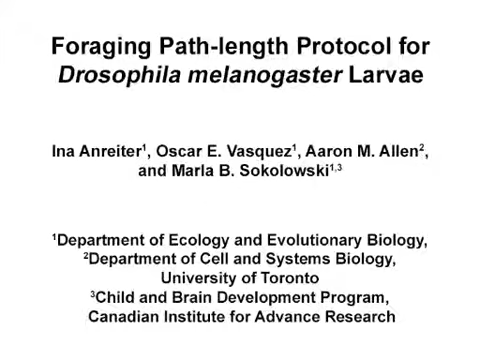 Foraging Path-length Protocol for
Drosophila melanogaster Larvae
Ina Anreiter¹, Oscar E. Vasquez¹, Aaron M. Allen²,
and Marla B. Sokolowski¹,³
¹Department of Ecology and Evolutionary Biology,
²Department of Cell and Systems Biology,
University of Toronto
³Child and Brain Development Program,
Canadian Institute for Advance Research